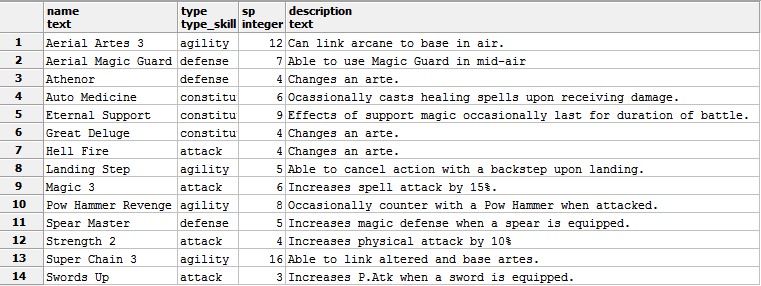 name type sp description
text type_skill integer text
1 Aerial Artes 3 agility 12 Can link arcane to base in air.
2 Aerial Magic Guard defense 7 Able to use Magic Guard in mid-air
3 Athenor defense 4 Changes an arte.
4 Auto Medicine constitu 6 Ocassionally casts healing spells upon receiving damage.
5 Eternal Support constitu 9 Effects of support magic occasionally last for duration of battle.
6 Great Deluge constitu 4 Changes an arte.
7 Hell Fire attack 4 Changes an arte.
8 Landing Step agility 5 Able to cancel action with a backstep upon landing.
9 Magic 3 attack 6 Increases spell attack by 15%.
10 Pow Hammer Revenge agility 8 Occasionally counter with a Pow Hammer when attacked.
11 Spear Master defense 5 Increases magic defense when a spear is equipped.
12 Strength 2 attack 4 Increases physical attack by 10%
13 Super Chain 3 agility 16 Able to link altered and base artes.
14 Swords Up attack 3 Increases P.Atk when a sword is equipped.